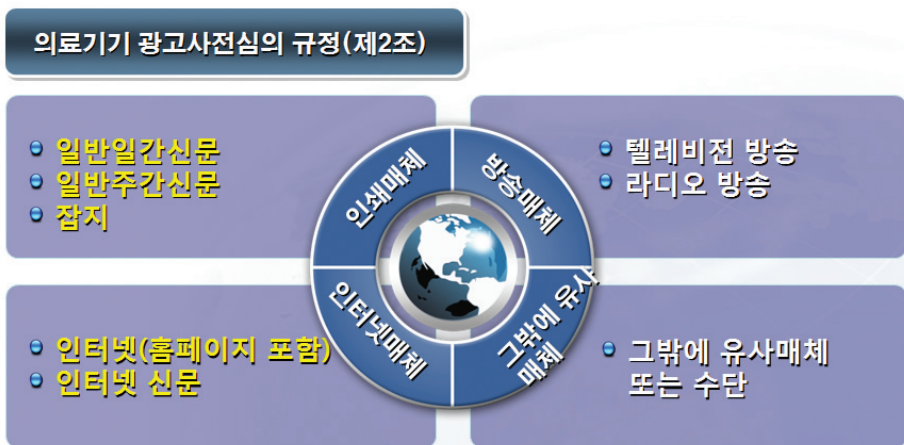 의료기기 광고사전심의 규정(제2조)
일반일간신문
일반주간신문
잡지
인쇄매체
방송매체
텔레비전 방송
라디오 방송
인터넷(홈페이지 포함)
인터넷 신문
인터넷매체
그밖에 유사
매체
그밖에 유사매체
또는 수단